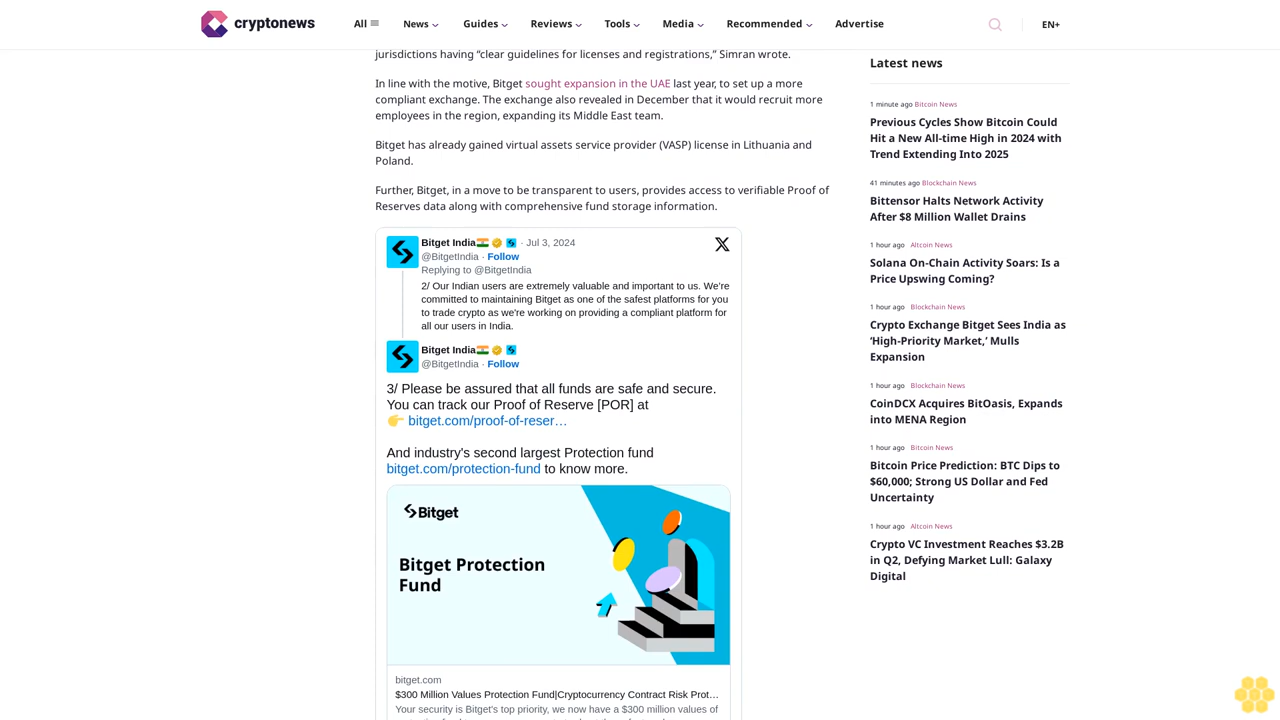 cryptonews
All
News
Guides
Reviews
Tools
Media
Recommended
Advertise
EN+
jurisdictions having “clear guidelines for licenses and registrations,” Simran wrote.
In line with the motive, Bitget sought expansion in the UAE last year, to set up a more
compliant exchange. The exchange also revealed in December that it would recruit more
employees in the region, expanding its Middle East team.
Bitget has already gained virtual assets service provider (VASP) license in Lithuania and
Poland.
Further, Bitget, in a move to be transparent to users, provides access to verifiable Proof of
Reserves data along with comprehensive fund storage information.
Bitget India · Jul 3, 2024
@BitgetIndia · Follow
Replying to @BitgetIndia
2/ Our Indian users are extremely valuable and important to us. We're
committed to maintaining Bitget as one of the safest platforms for you
to trade crypto as we're working on providing a compliant platform for
all our users in India.
Bitget India
@BitgetIndia · Follow
3/ Please be assured that all funds are safe and secure.
You can track our Proof of Reserve [POR] at
👉 bitget.com/proof-of-reser…
And industry's second largest Protection fund
bitget.com/protection-fund to know more.
Bitget
Bitget Protection
Fund
bitget.com
$300 Million Values Protection Fund|Cryptocurrency Contract Risk Prot…
Your security is Bitget's top priority, we now have a $300 million values of
Latest news
1 minute ago Bitcoin News
Previous Cycles Show Bitcoin Could
Hit a New All-time High in 2024 with
Trend Extending Into 2025
41 minutes ago Blockchain News
Bittensor Halts Network Activity
After $8 Million Wallet Drains
1 hour ago Altcoin News
Solana On-Chain Activity Soars: Is a
Price Upswing Coming?
1 hour ago Blockchain News
Crypto Exchange Bitget Sees India as
‘High-Priority Market,’ Mulls
Expansion
1 hour ago Blockchain News
CoinDCX Acquires BitOasis, Expands
into MENA Region
1 hour ago Bitcoin News
Bitcoin Price Prediction: BTC Dips to
$60,000; Strong US Dollar and Fed
Uncertainty
1 hour ago Altcoin News
Crypto VC Investment Reaches $3.2B
in Q2, Defying Market Lull: Galaxy
Digital